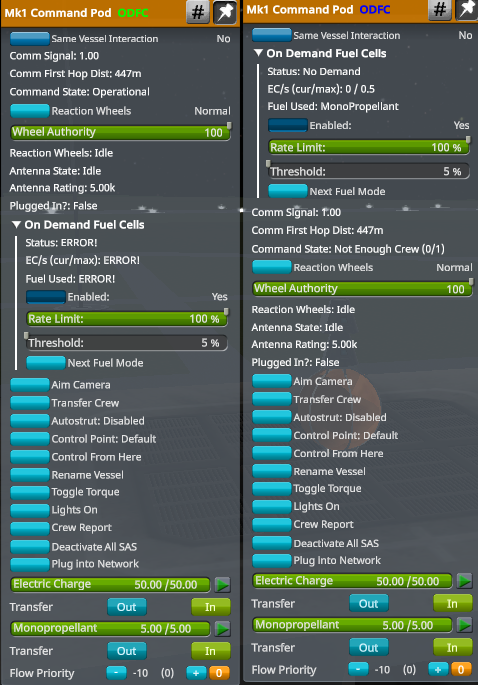 Mk1 Command Pod ODFC #
Same Vessel Interaction No
Comm Signal: 1.00
Comm First Hop Dist: 447m
Command State: Operational
Reaction Wheels Normal
Wheel Authority 100
Reaction Wheels: Idle
Antenna State: Idle
Antenna Rating: 5.00k
Plugged In?: False
▼ On Demand Fuel Cells
Status: ERROR!
EC/s (cur/max): ERROR!
Fuel Used: ERROR!
Enabled: Yes
Rate Limit: 100 %
Threshold: 5 %
Next Fuel Mode
Aim Camera
Transfer Crew
Autostrut: Disabled
Control Point: Default
Control From Here
Rename Vessel
Toggle Torque
Lights On
Crew Report
Deactivate All SAS
Plug into Network
Electric Charge 50.00 /50.00
Transfer Out In
Monopropellant 5.00 /5.00
Transfer Out In
Flow Priority - -10 (0) + 0
Mk1 Command Pod ODFC #
Same Vessel Interaction No
▼ On Demand Fuel Cells
Status: No Demand
EC/s (cur/max): 0 / 0.5
Fuel Used: MonoPropellant
Enabled: Yes
Rate Limit: 100 %
Threshold: 5 %
Next Fuel Mode
Comm Signal: 1.00
Comm First Hop Dist: 447m
Command State: Not Enough Crew (0/1)
Reaction Wheels Normal
Wheel Authority 100
Reaction Wheels: Idle
Antenna State: Idle
Antenna Rating: 5.00k
Plugged In?: False
Aim Camera
Transfer Crew
Autostrut: Disabled
Control Point: Default
Control From Here
Rename Vessel
Toggle Torque
Lights On
Crew Report
Deactivate All SAS
Plug into Network
Electric Charge 50.00 /50.00
Transfer Out In
Monopropellant 5.00 /5.00
Transfer Out In
Flow Priority - -10 (0) + 0